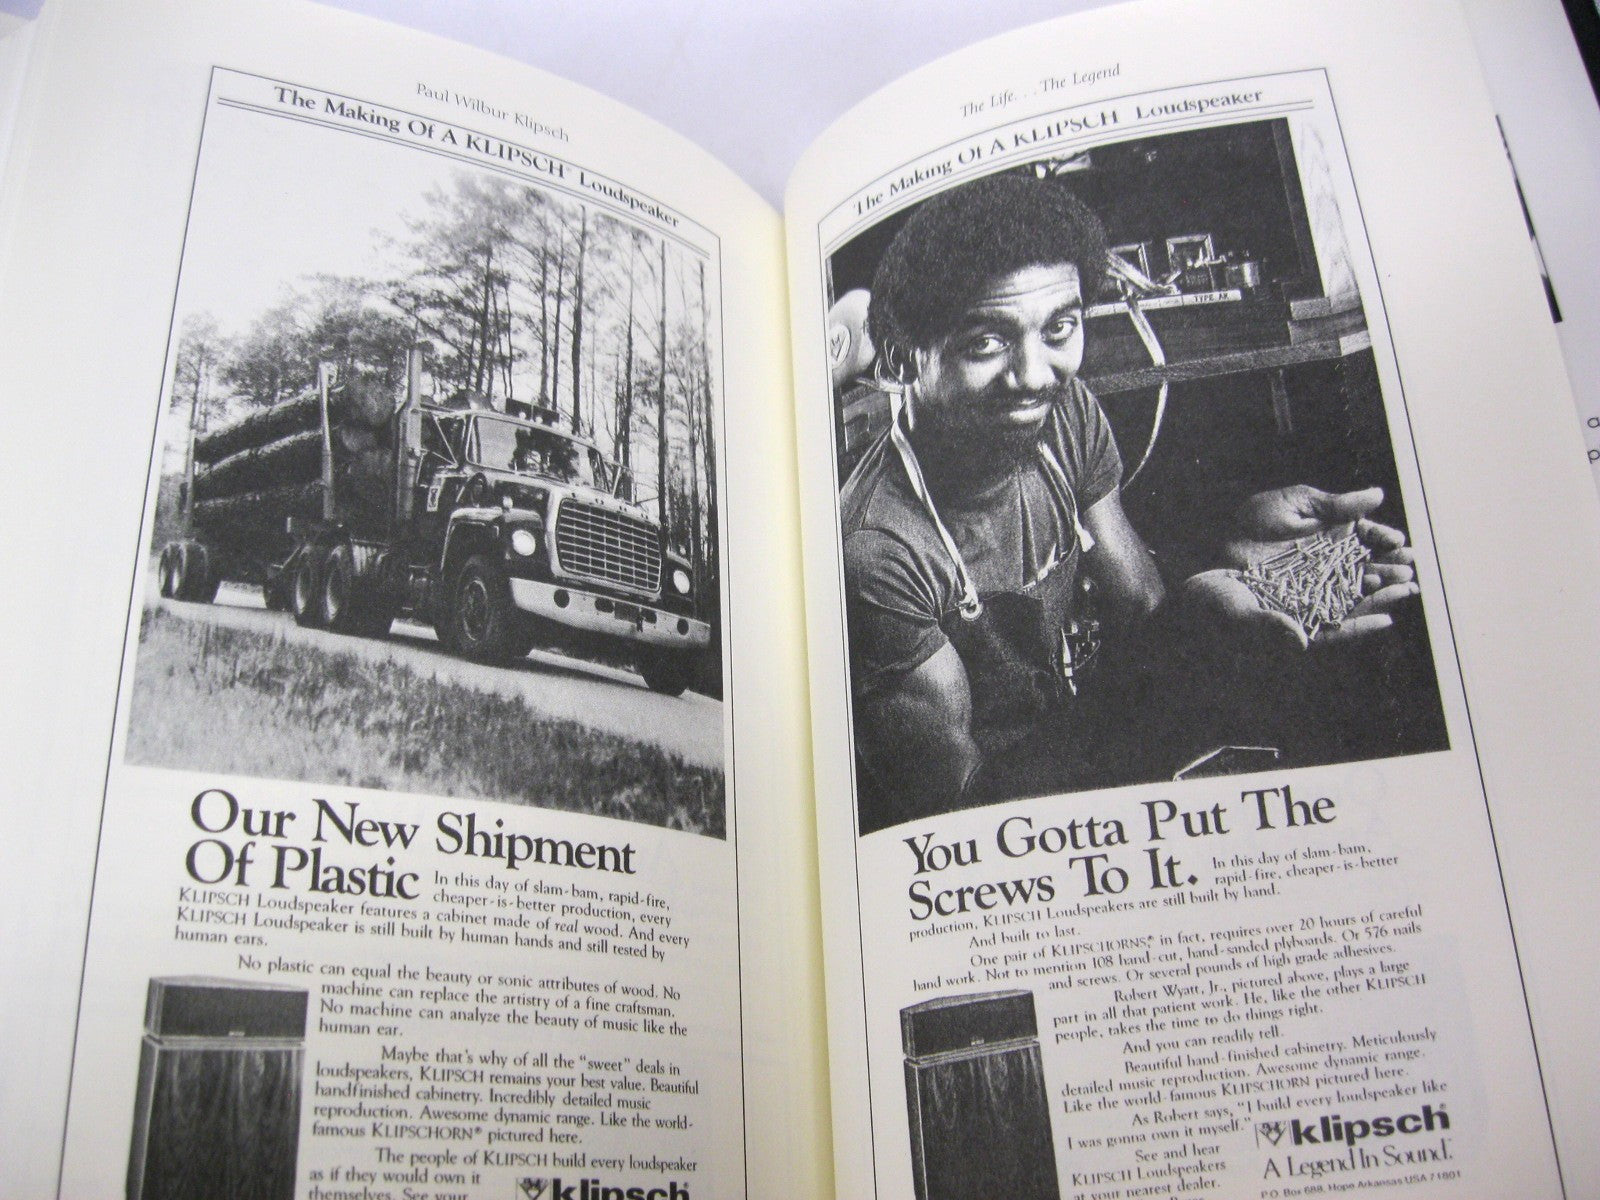 Paul Wilbur Klipsch
The Making Of A KLIPSCH® Loudspeaker
Our New Shipment
Of Plastic
In this day of slam-bam, rapid-fire,
cheaper-is-better production, every
KLIPSCH Loudspeaker features a cabinet made of real wood. And every
KLIPSCH Loudspeaker is still built by human hands and still tested by
human ears.
No plastic can equal the beauty or sonic attributes of wood. No
machine can replace the artistry of a fine craftsman.
No machine can analyze the beauty of music like the
human ear.
Maybe that's why of all the "sweet" deals in
loudspeakers, KLIPSCH remains your best value. Beautiful
handfinished cabinetry. Incredibly detailed music
reproduction. Awesome dynamic range. Like the world-
famous KLIPSCHORN® pictured here.
The people of KLIPSCH build every loudspeaker
as if they would own it
themselves. See your
klipsch
The Life. . . The Legend
The Making Of A KLIPSCH Loudspeaker
TYPE AK
You Gotta Put The
Screws To It.
In this day of slam-bam,
rapid-fire, cheaper-is-better
production, KLIPSCH Loudspeakers are still built by hand.
And built to last.
One pair of KLIPSCHORNS,® in fact, requires over 20 hours of careful
hand work. Not to mention 108 hand-cut, hand-sanded plyboards. Or 576 nails
and screws. Or several pounds of high grade adhesives.
Robert Wyatt, Jr., pictured above, plays a large
part in all that patient work. He, like the other KLIPSCH
people, takes the time to do things right.
And you can readily tell.
Beautiful hand-finished cabinetry. Meticulously
detailed music reproduction. Awesome dynamic range.
Like the world-famous KLIPSCHORN pictured here.
As Robert says, "I build every loudspeaker like
I was gonna own it myself."
See and hear
KLIPSCH Loudspeakers
at your nearest dealer.
klipsch®
A Legend In Sound.
P.O. Box 688, Hope Arkansas USA 71801